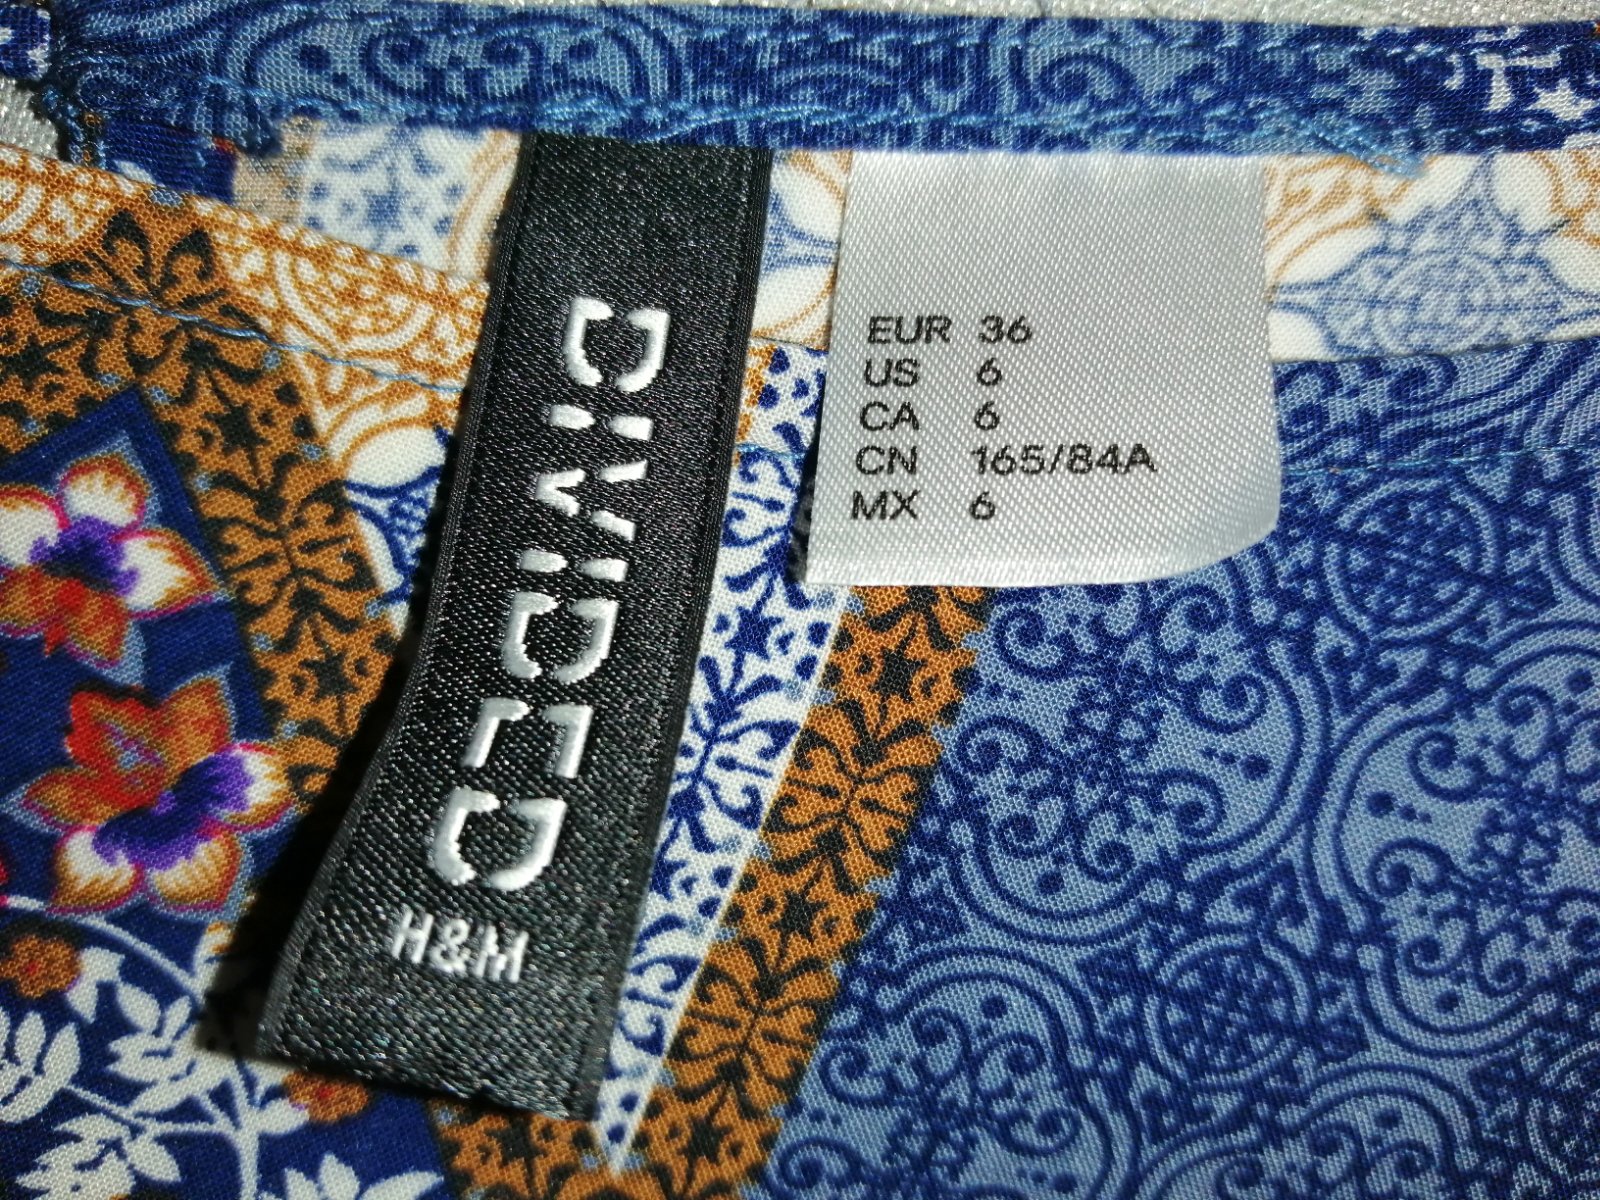 DIVIDED
H&M
EUR 36
US 6
CA 6
CN 165/84A
MX 6